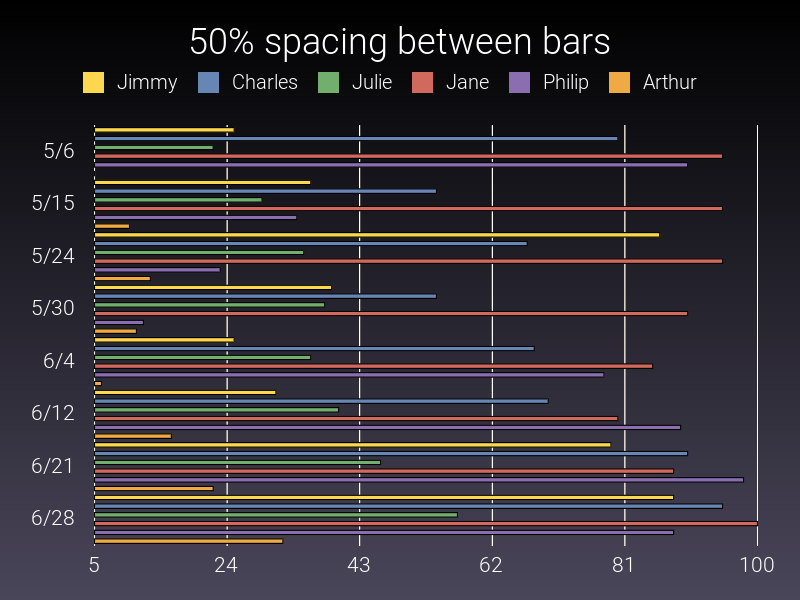 50% spacing between bars
Jimmy Charles Julie Jane Philip Arthur
5/6
5/15
5/24
5/30
6/4
6/12
6/21
6/28
5 24 43 62 81 100